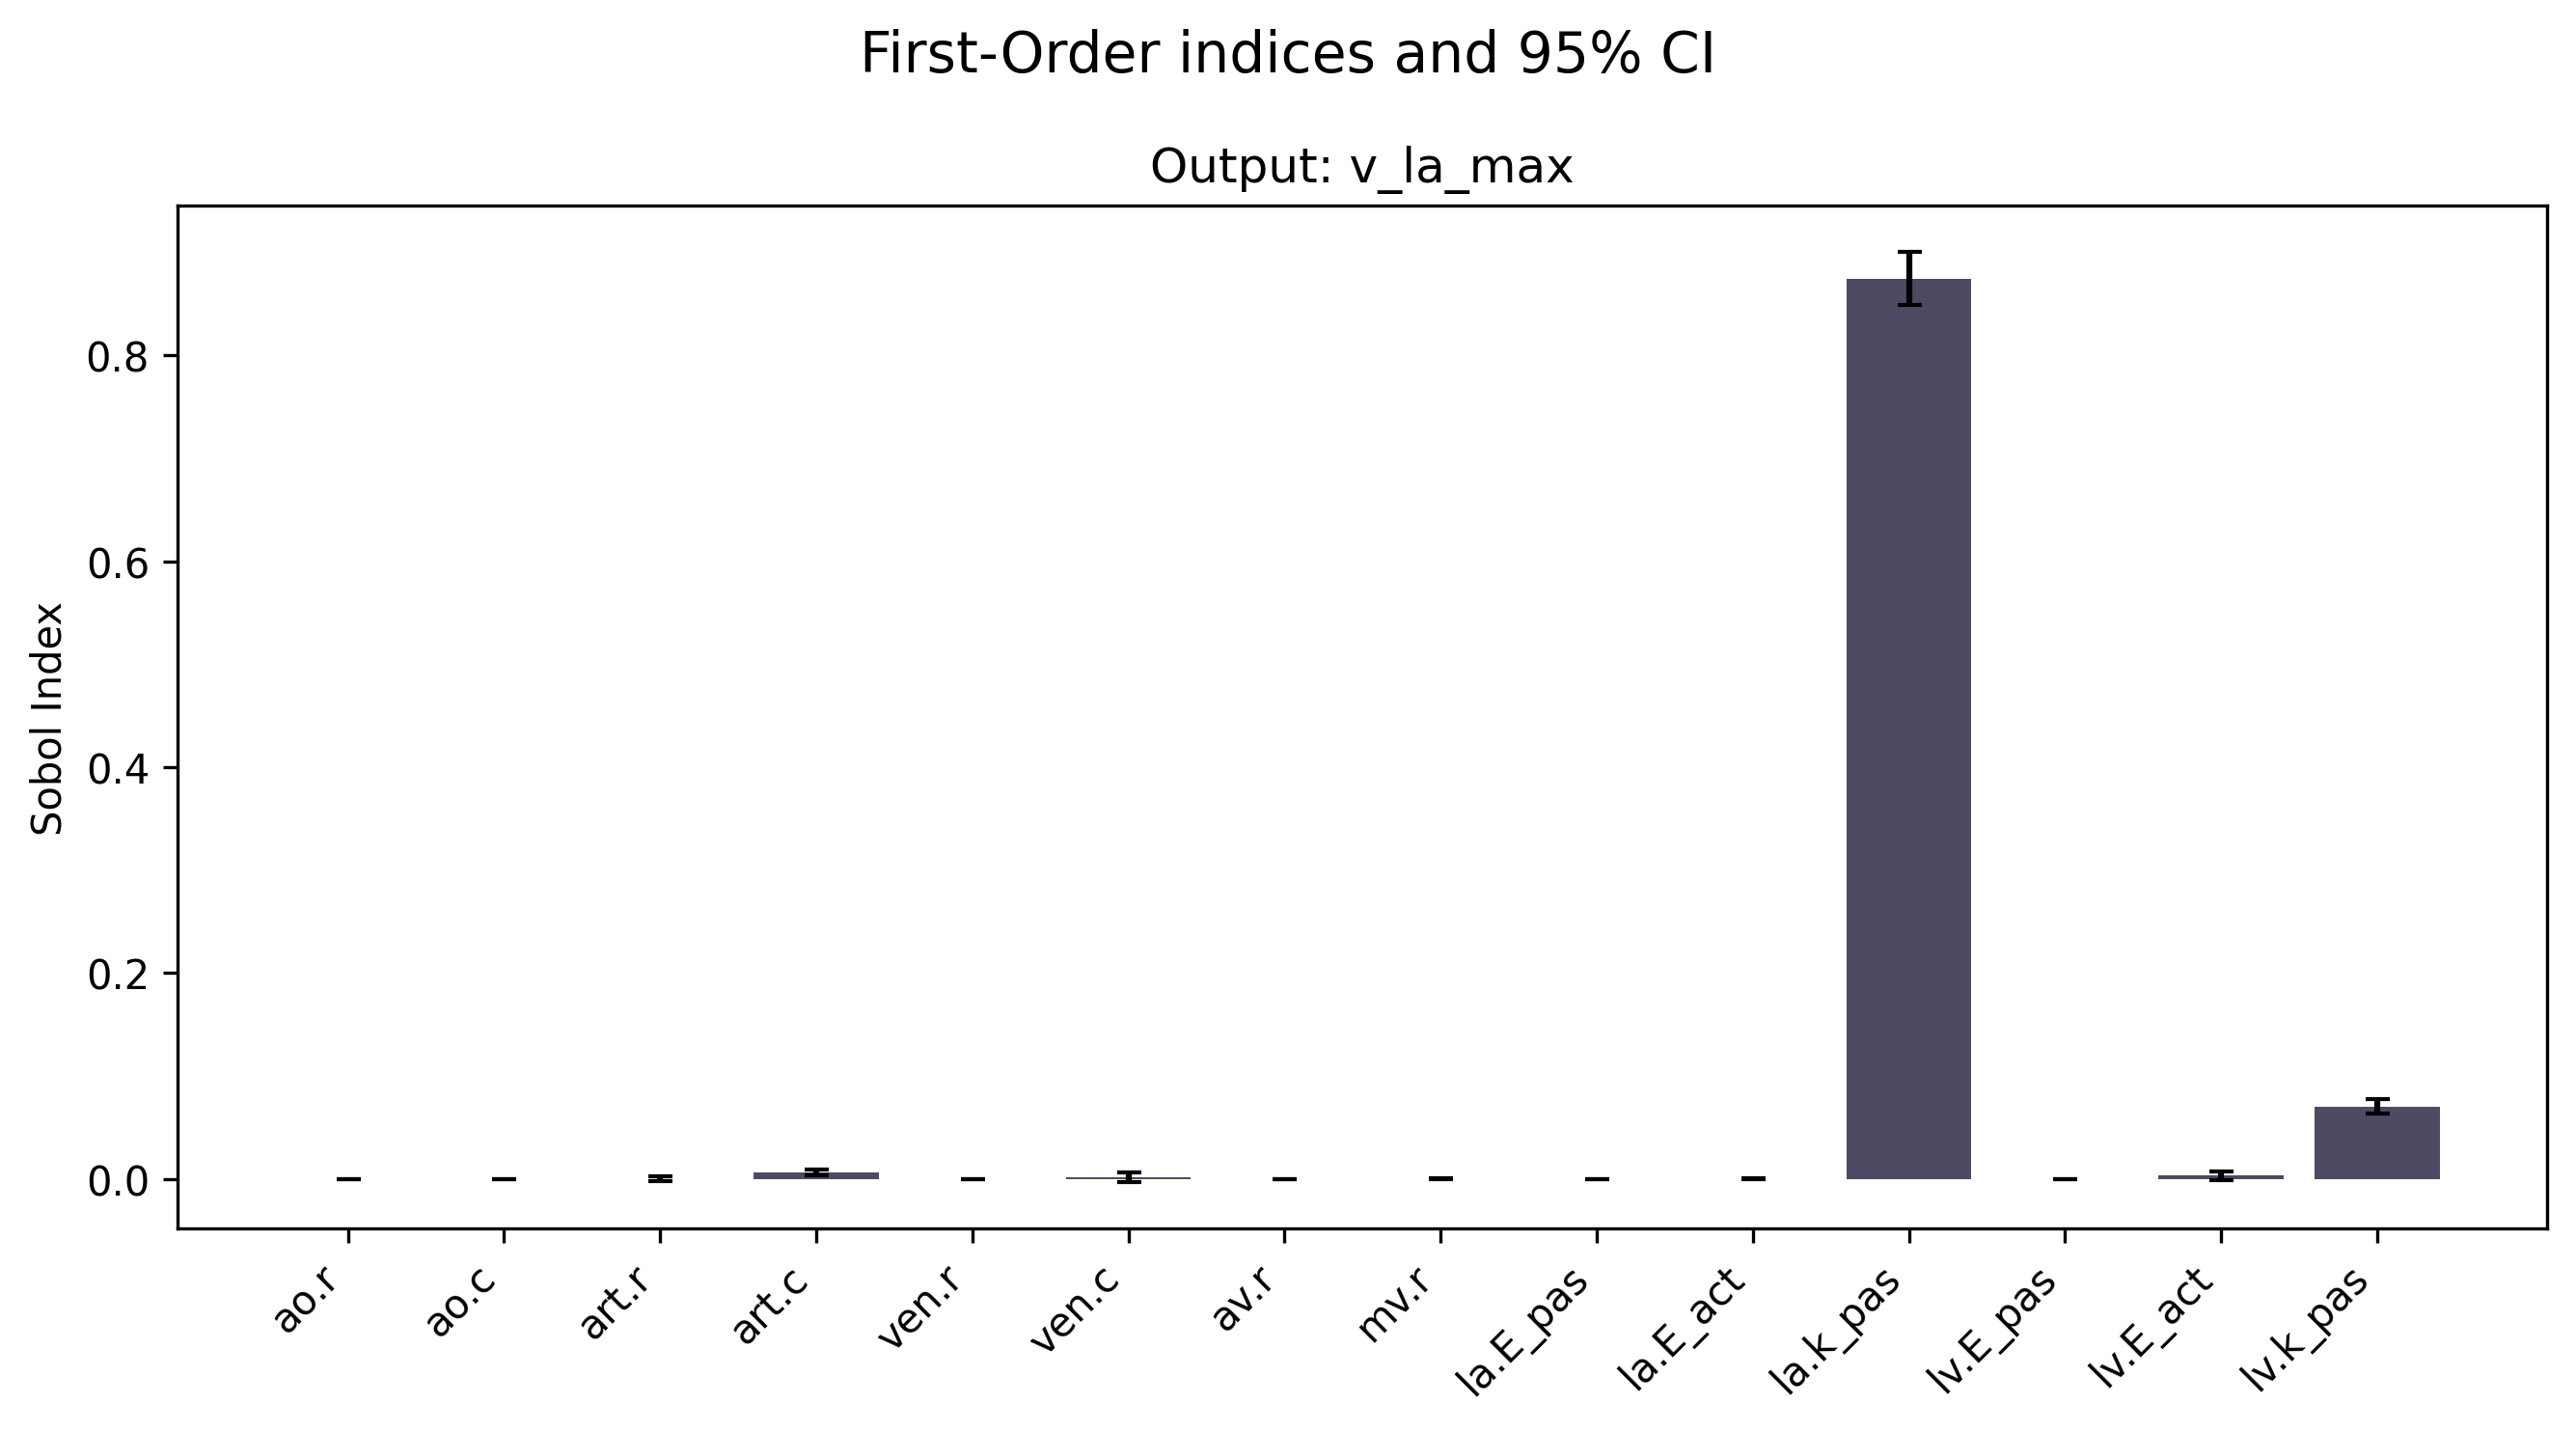 First-Order indices and 95% CI
Output: v_la_max
Sobol Index
0.8
0.6
0.4
0.2
0.0
ao.r
ao.c
art.r
art.c
ven.r
ven.c
av.r
mv.r
la.E_pas
la.E_act
la.k_pas
lv.E_pas
lv.E_act
lv.k_pas